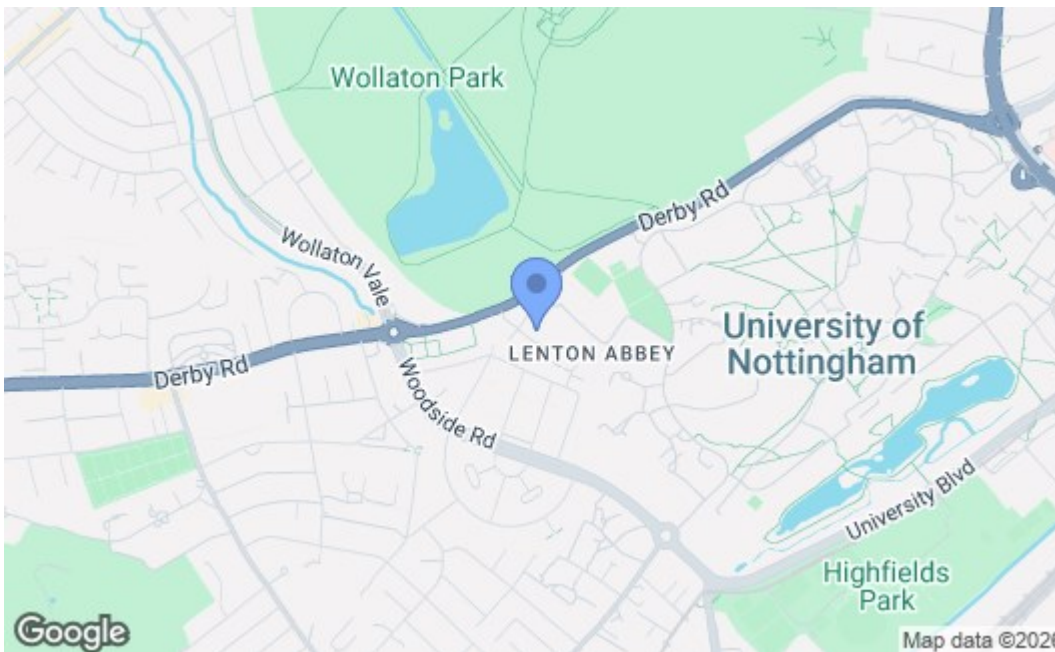 Wollaton Park
Wollaton Vale
Derby Rd
LENTON ABBEY
Derby Rd
Woodside Rd
University of
Nottingham
University Blvd
Highfields
Park
Google
Map data ©2026